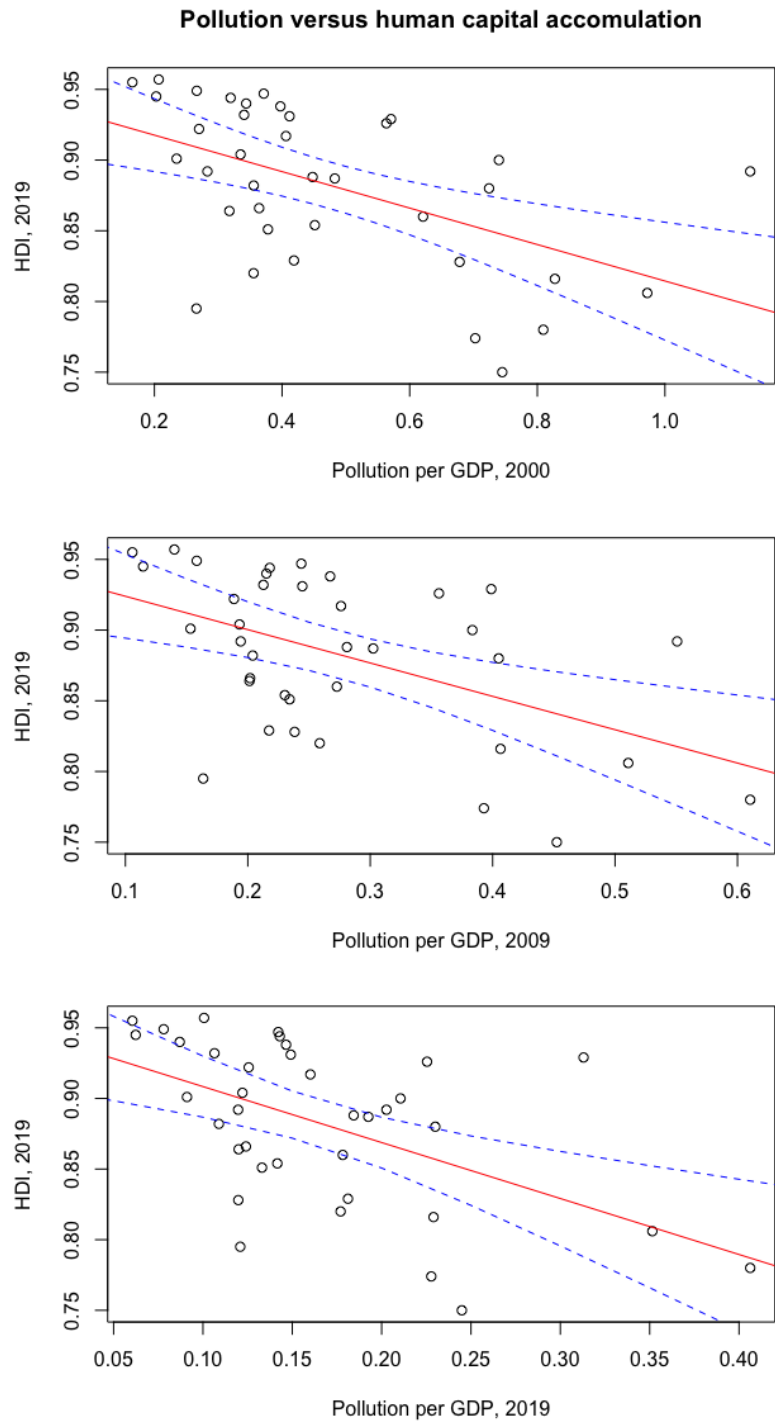 Pollution versus human capital accomulation
HDI, 2019
0.95
0.90
0.85
0.80
0.75
0.2 0.4 0.6 0.8 1.0
Pollution per GDP, 2000
HDI, 2019
0.95
0.90
0.85
0.80
0.75
0.1 0.2 0.3 0.4 0.5 0.6
Pollution per GDP, 2009
HDI, 2019
0.95
0.90
0.85
0.80
0.75
0.05 0.10 0.15 0.20 0.25 0.30 0.35 0.40
Pollution per GDP, 2019